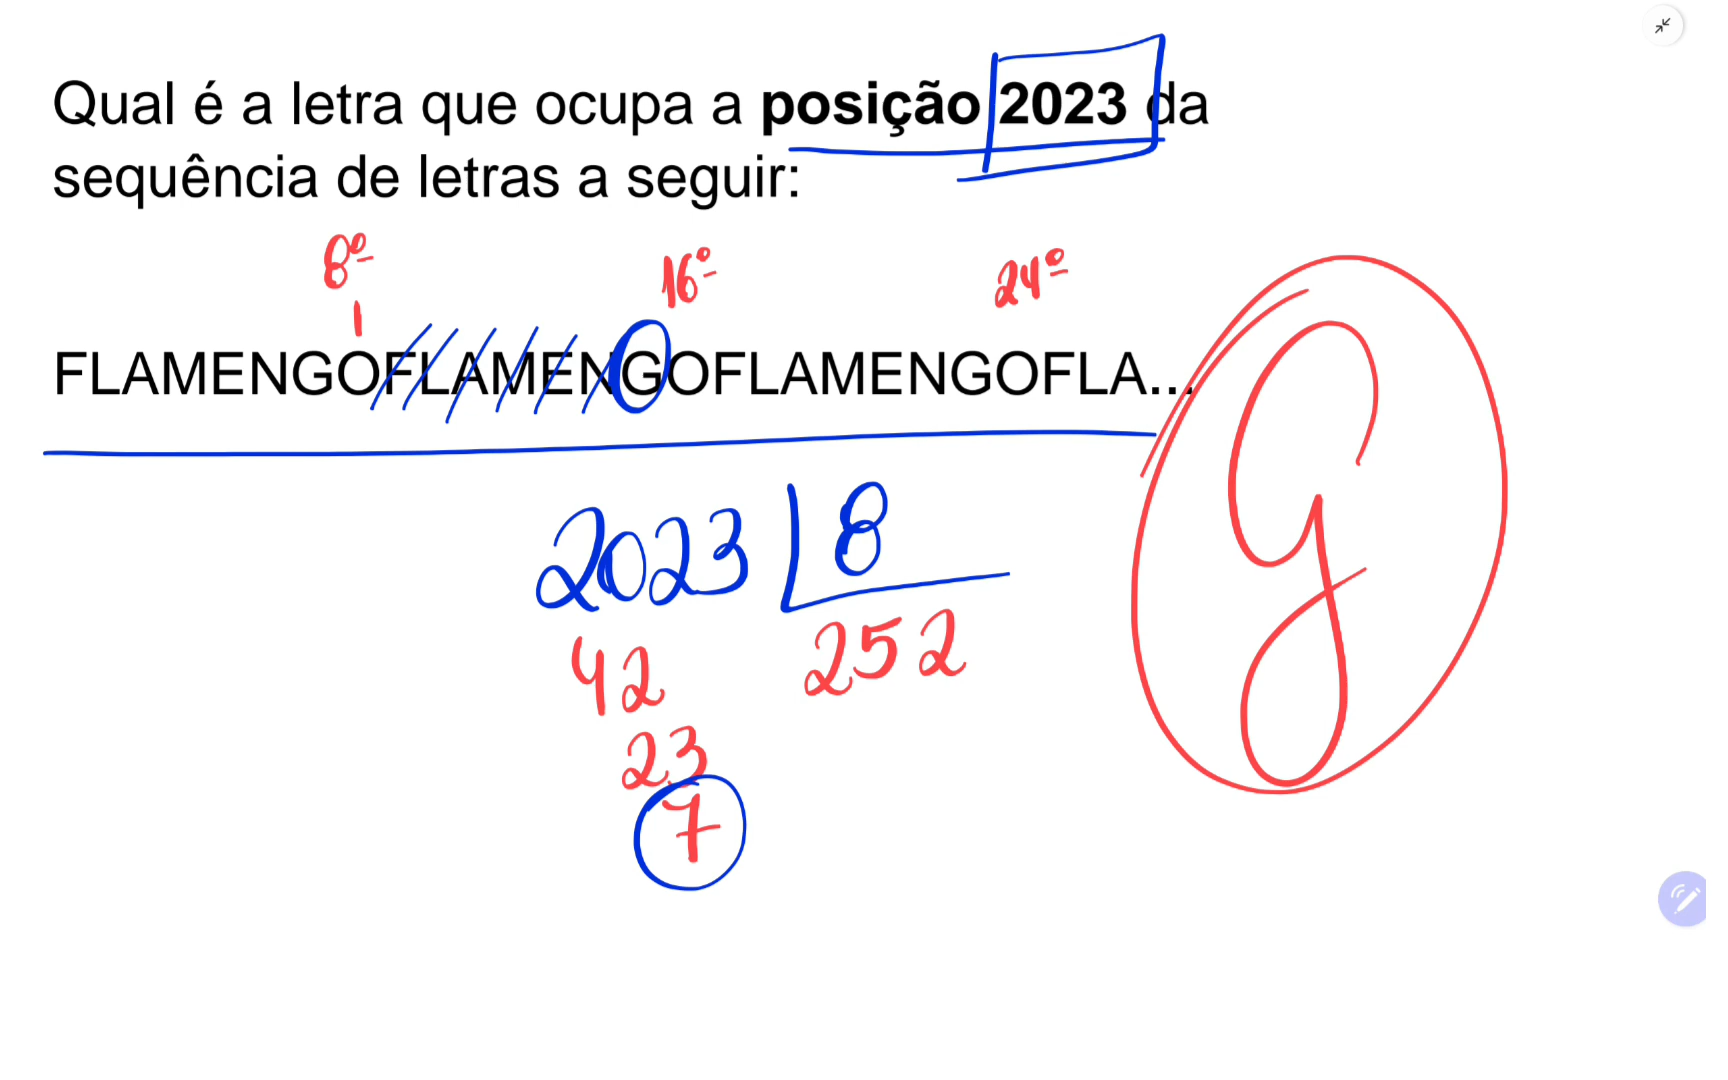 Qual é a letra que ocupa a posição 2023 da
sequência de letras a seguir:
8º 16º 24º
FLAMENGOFLAMENGOFLAMENGOFLA...
2023 8
42 252
23
7
G